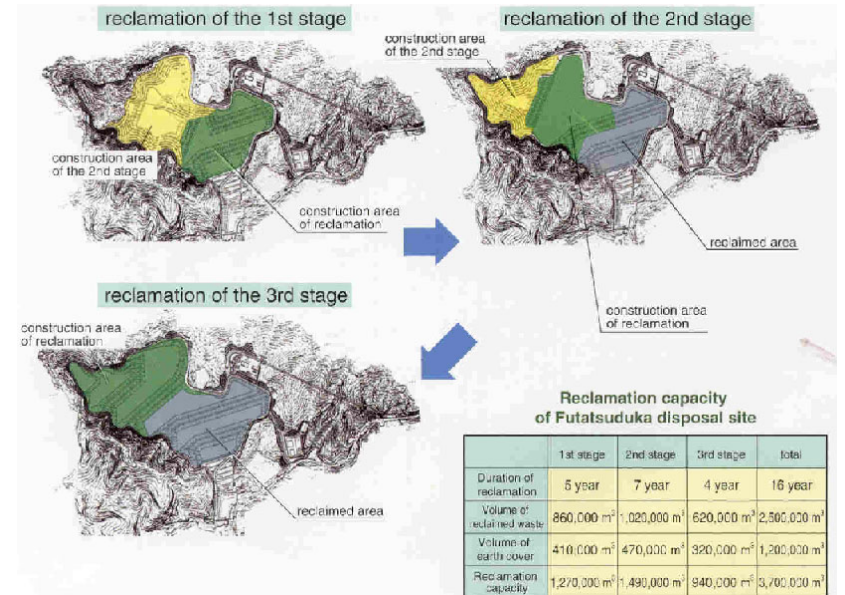 reclamation of the 1st stage
construction area
of the 2nd stage
construction area
of reclamation
reclamation of the 2nd stage
construction area
of the 2nd stage
reclaimed area
construction area
of reclamation
reclamation of the 3rd stage
construction area
of reclamation
reclaimed area
Reclamation capacity
of Futatsuduka disposal site
1st stage 2nd stage 3rd stage total
Duration of
reclamation 5 year 7 year 4 year 16 year
Volume of
reclaimed waste 860,000 m³ 1,020,000 m³ 620,000 m³ 2,500,000 m³
Volume of
earth cover 410,000 m³ 470,000 m³ 320,000 m³ 1,200,000 m³
Reclamation
capacity 1,270,000 m³ 1,490,000 m³ 940,000 m³ 3,700,000 m³